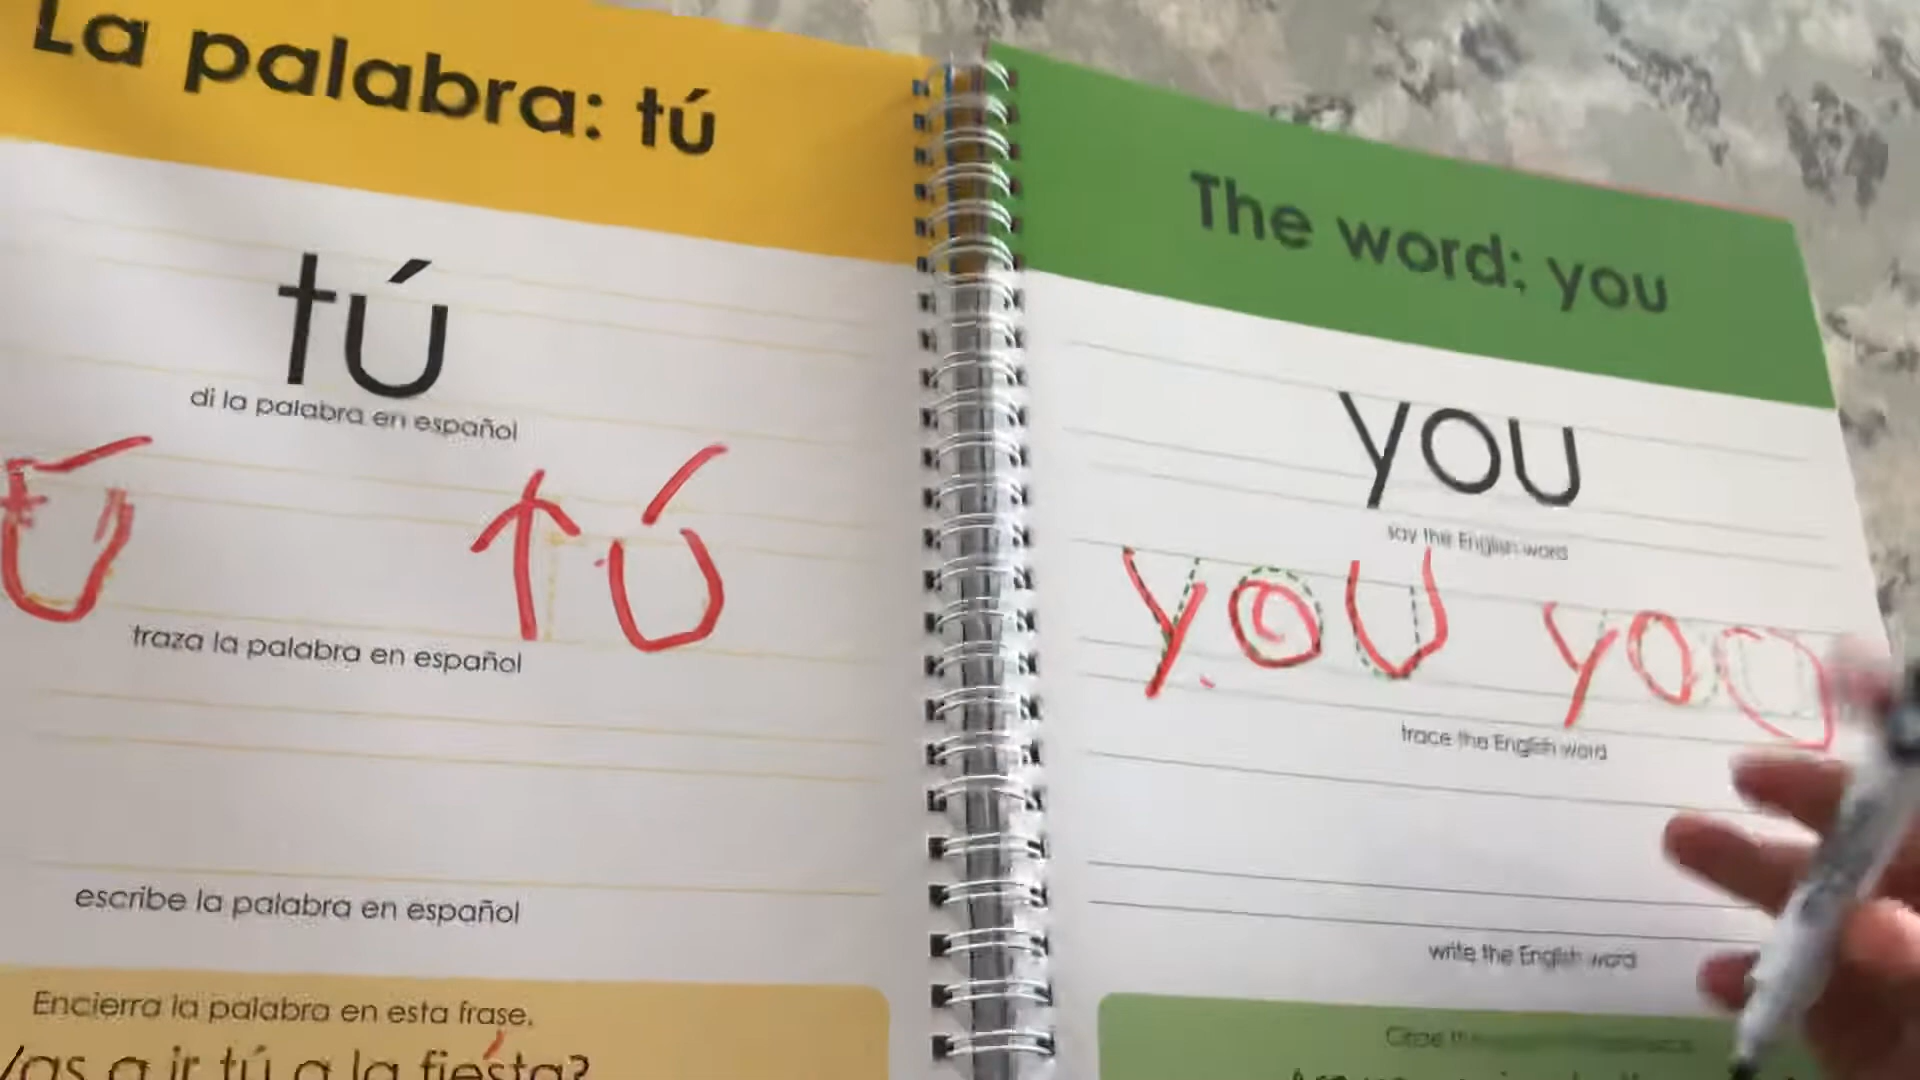 La palabra: tú
tú
di la palabra en español
tú tú
traza la palabra en español
escribe la palabra en español
Encierra la palabra en esta frase.
Vas a ir tú a la fiesta?
The word: you
you
say the English word
you you
trace the English word
write the English word